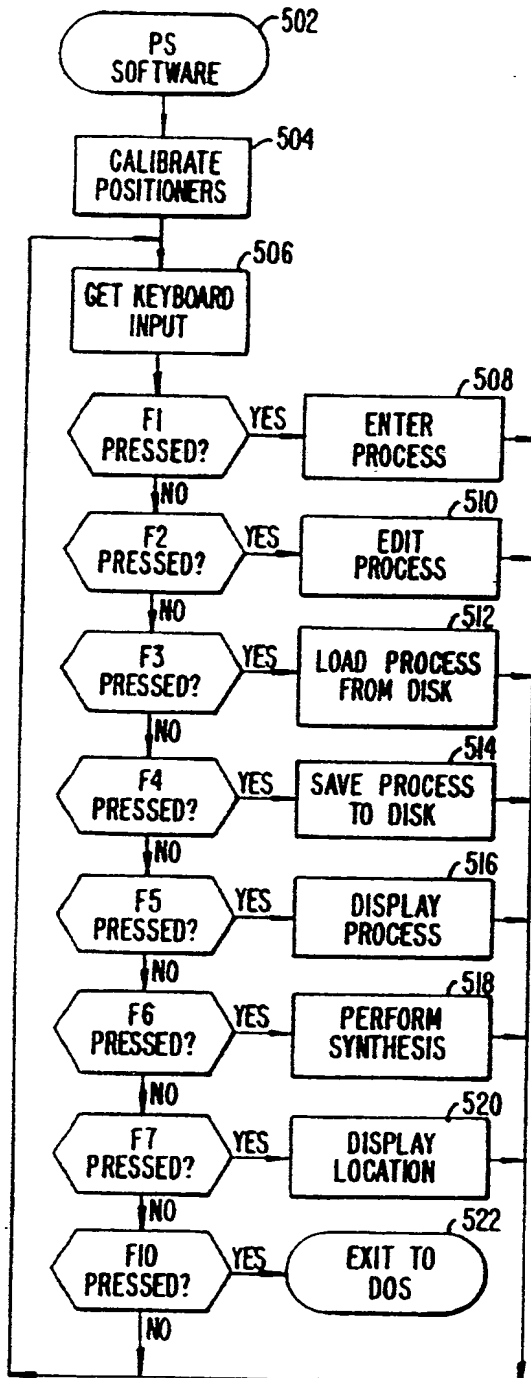 502
PS
SOFTWARE
504
CALIBRATE
POSITIONERS
506
GET KEYBOARD
INPUT
508
F1
PRESSED?
YES
ENTER
PROCESS
NO
510
F2
PRESSED?
YES
EDIT
PROCESS
NO
512
F3
PRESSED?
YES
LOAD PROCESS
FROM DISK
NO
514
F4
PRESSED?
YES
SAVE PROCESS
TO DISK
NO
516
F5
PRESSED?
YES
DISPLAY
PROCESS
NO
518
F6
PRESSED?
YES
PERFORM
SYNTHESIS
NO
520
F7
PRESSED?
YES
DISPLAY
LOCATION
NO
522
F10
PRESSED?
YES
EXIT TO
DOS
NO